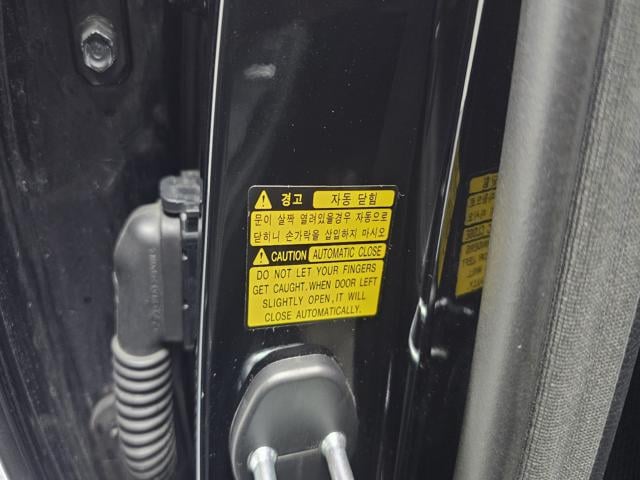 경고 자동 닫힘
문이 살짝 열려있을경우 자동으로
닫히니 손가락을 삽입하지 마시오
CAUTION AUTOMATIC CLOSE
DO NOT LET YOUR FINGERS
GET CAUGHT.WHEN DOOR LEFT
SLIGHTLY OPEN,IT WILL
CLOSE AUTOMATICALLY.